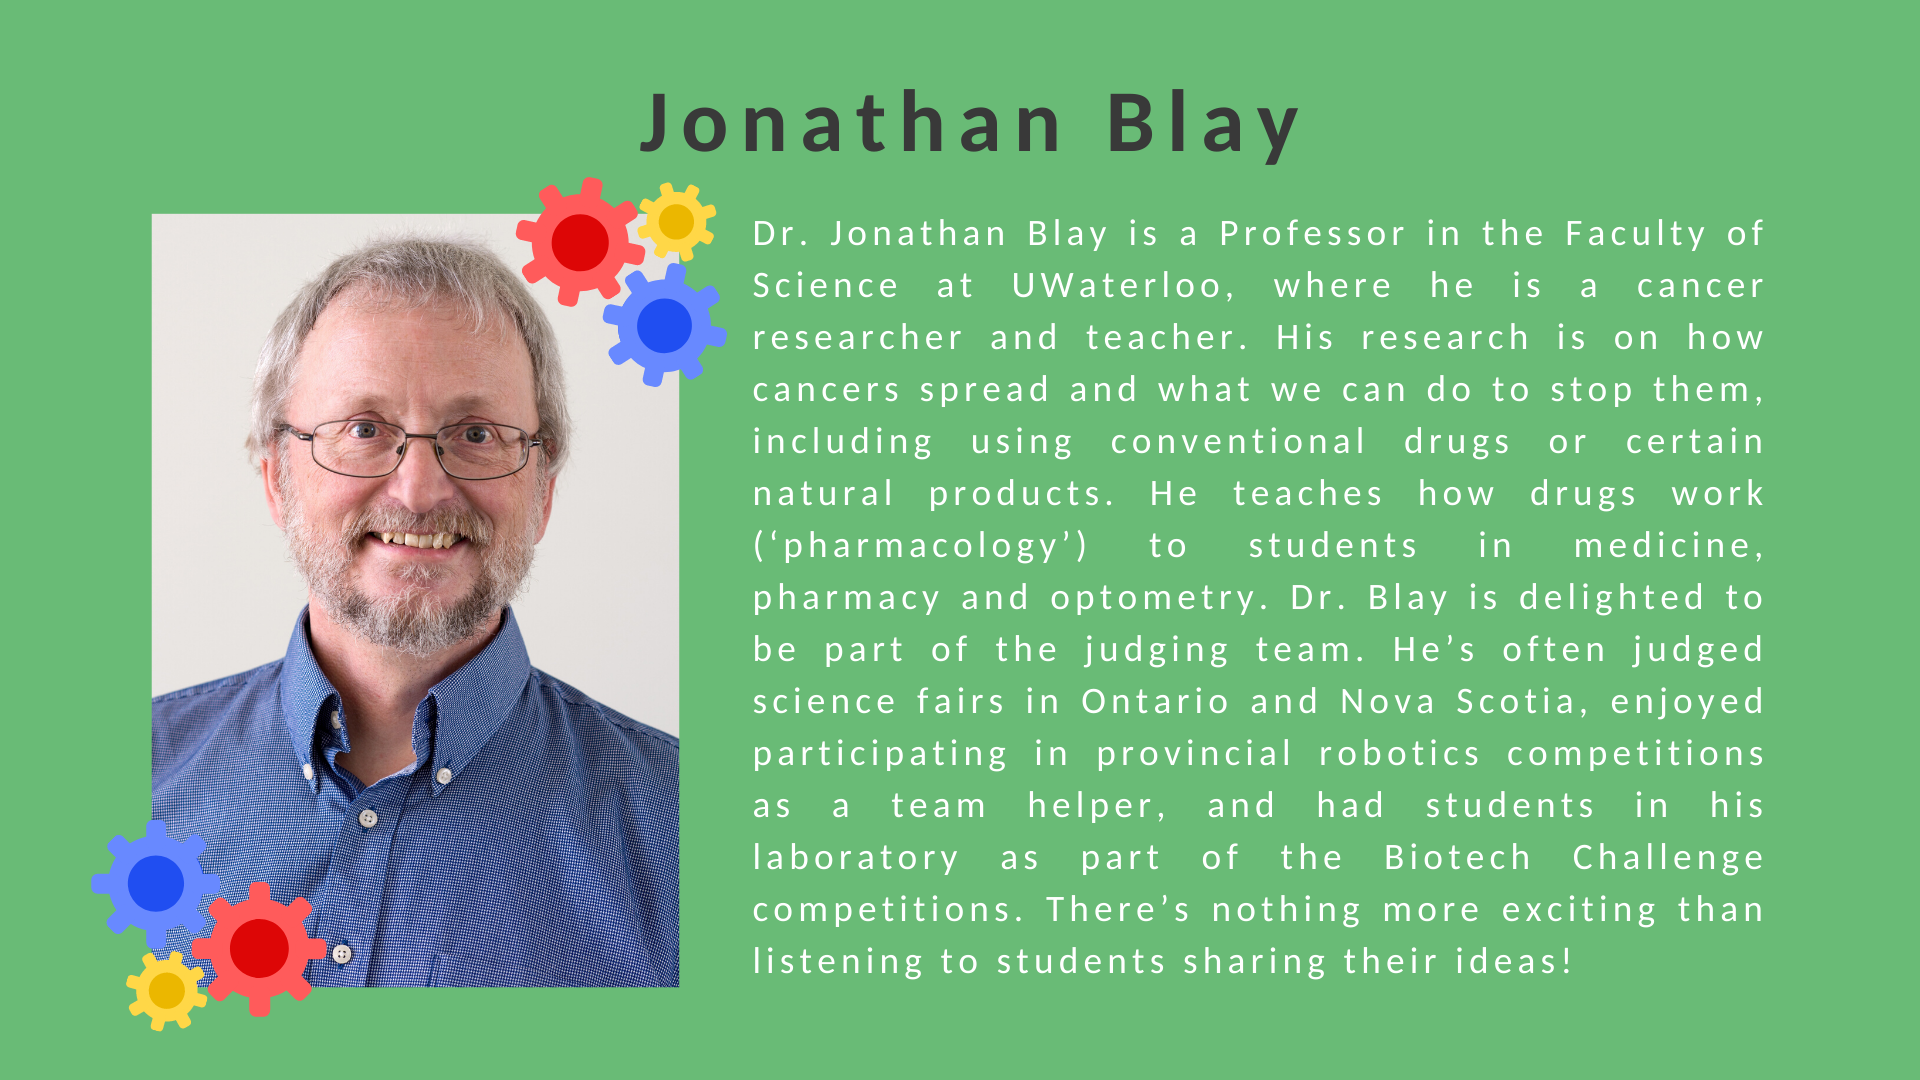 Jonathan Blay
Dr. Jonathan Blay is a Professor in the Faculty of
Science at UWaterloo, where he is a cancer
researcher and teacher. His research is on how
cancers spread and what we can do to stop them,
including using conventional drugs or certain
natural products. He teaches how drugs work
(‘pharmacology’) to students in medicine,
pharmacy and optometry. Dr. Blay is delighted to
be part of the judging team. He’s often judged
science fairs in Ontario and Nova Scotia, enjoyed
participating in provincial robotics competitions
as a team helper, and had students in his
laboratory as part of the Biotech Challenge
competitions. There’s nothing more exciting than
listening to students sharing their ideas!